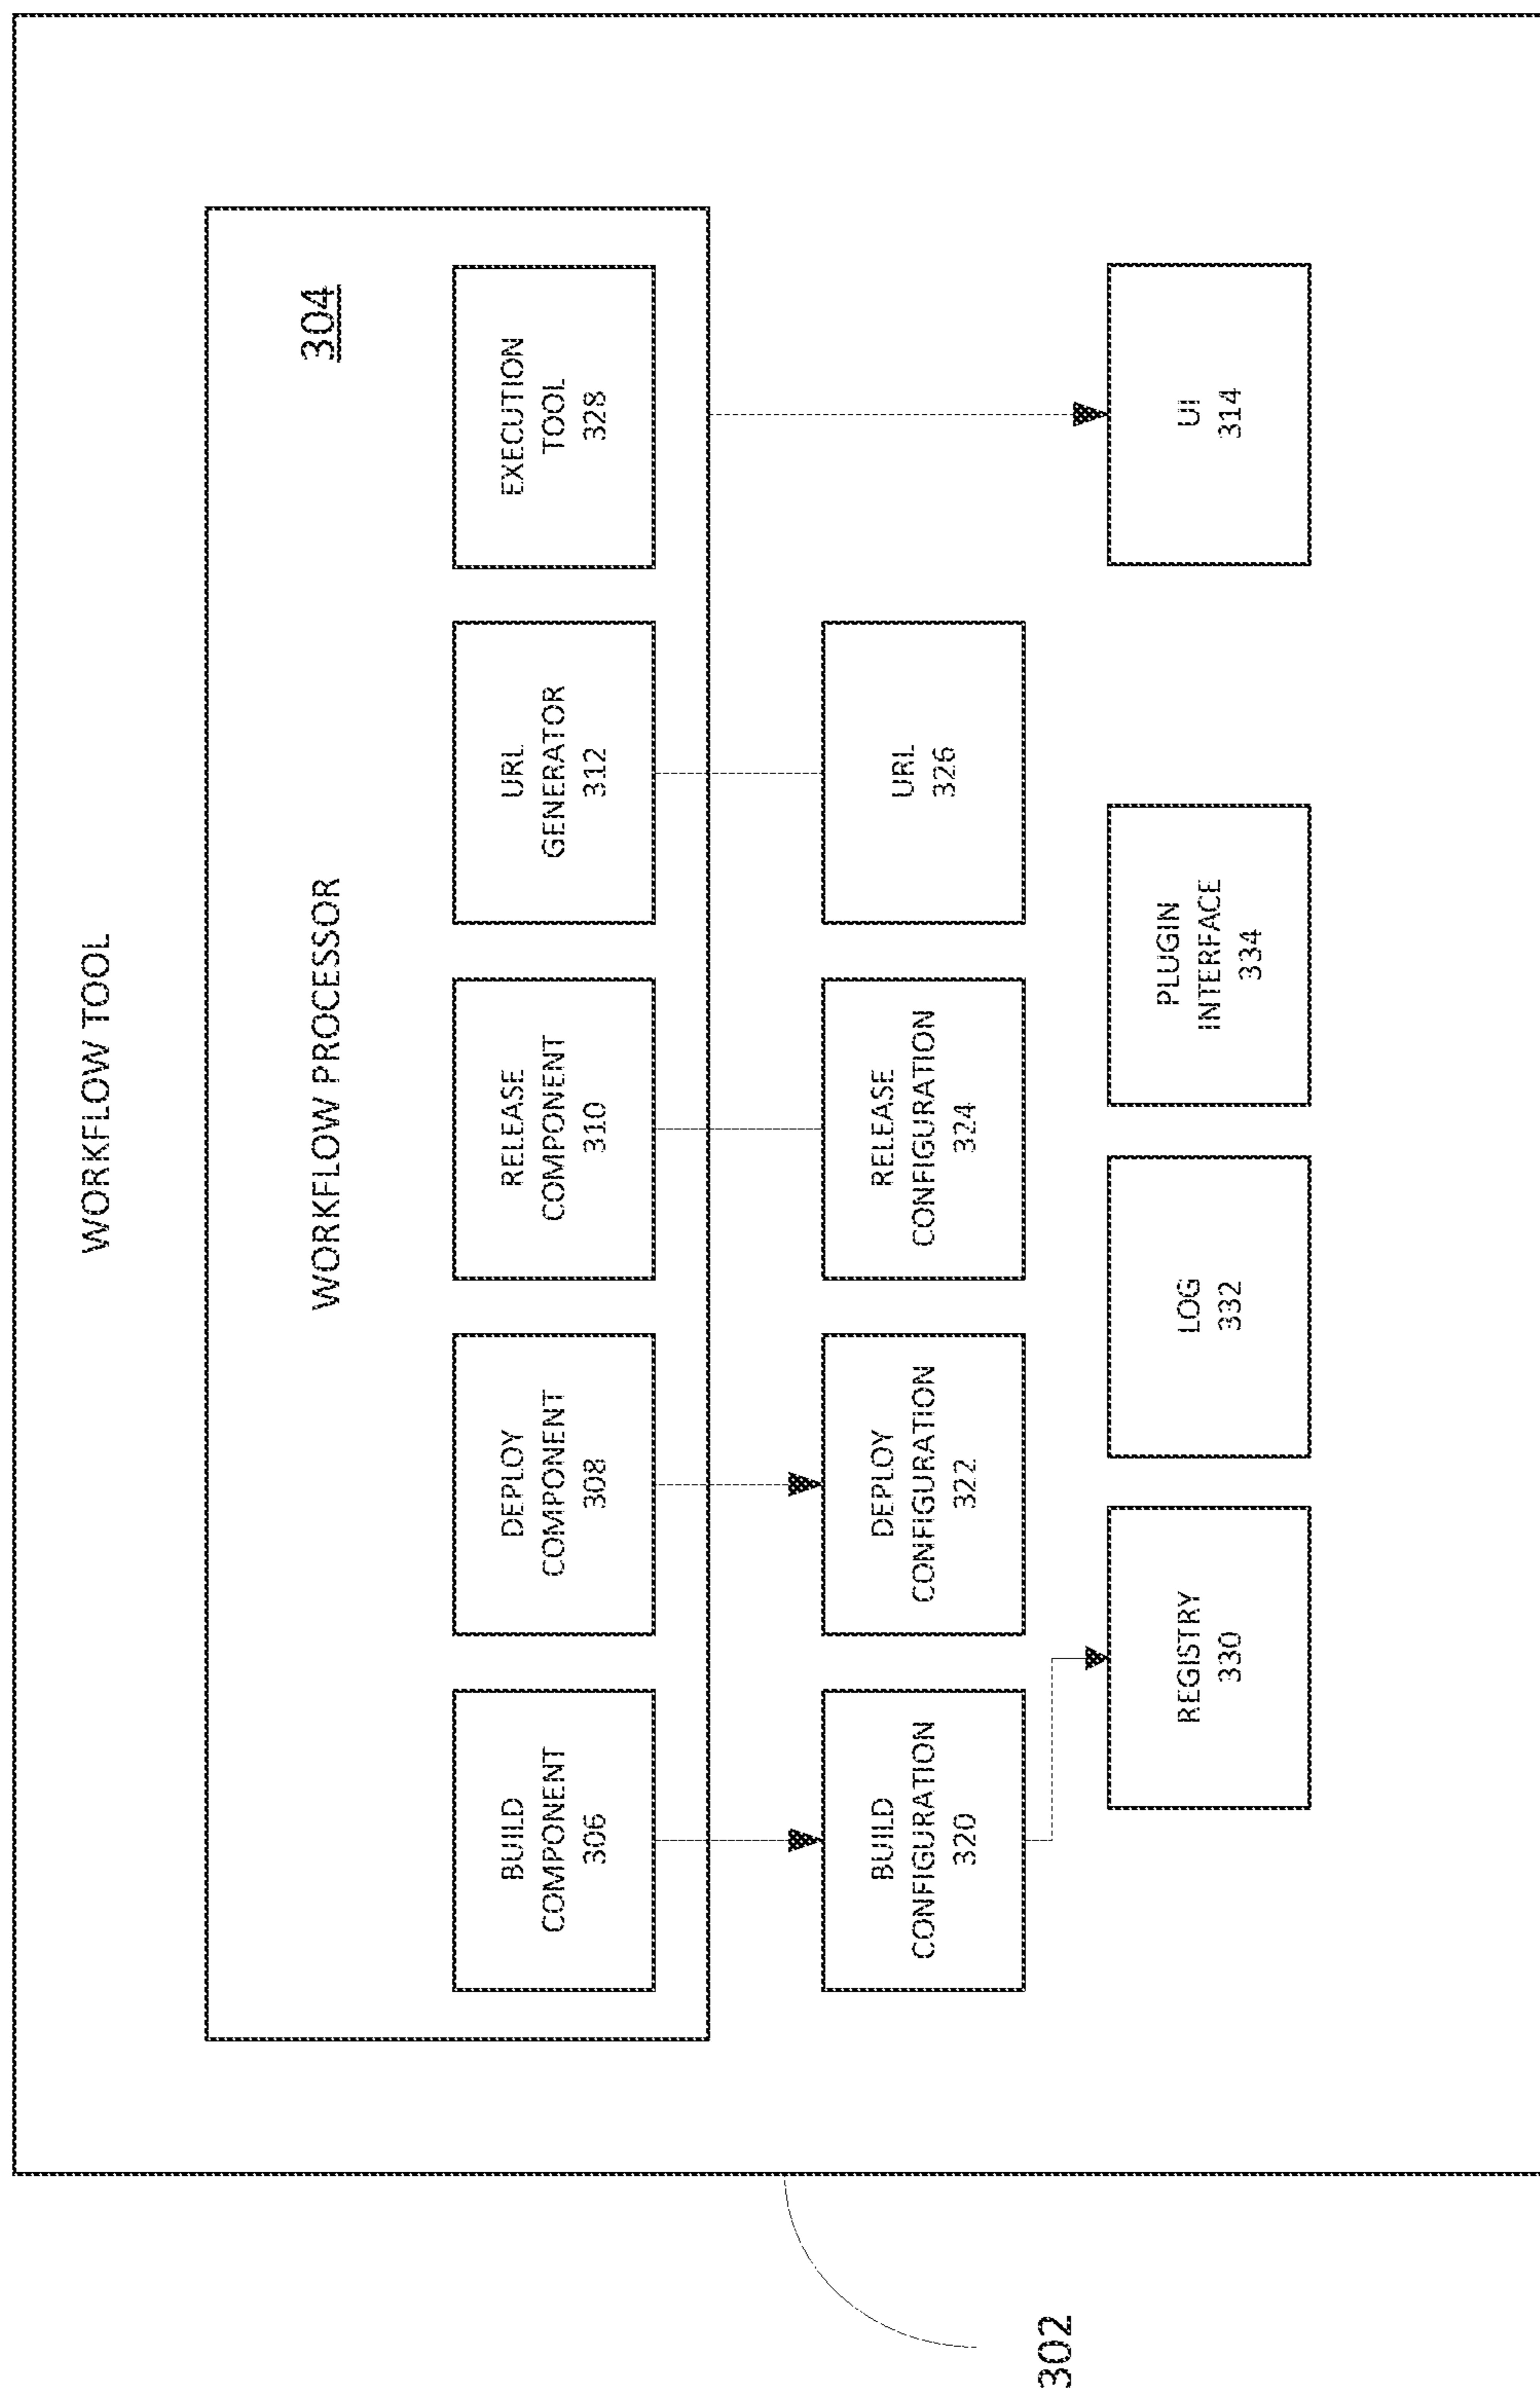 WORKFLOW TOOL
WORKFLOW PROCESSOR
304
BUILD
COMPONENT
306
DEPLOY
COMPONENT
308
RELEASE
COMPONENT
310
URL
GENERATOR
312
EXECUTION
TOOL
328
BUILD
CONFIGURATION
320
DEPLOY
CONFIGURATION
322
RELEASE
CONFIGURATION
324
URL
326
REGISTRY
330
LOG
332
PLUGIN
INTERFACE
334
UI
314
302